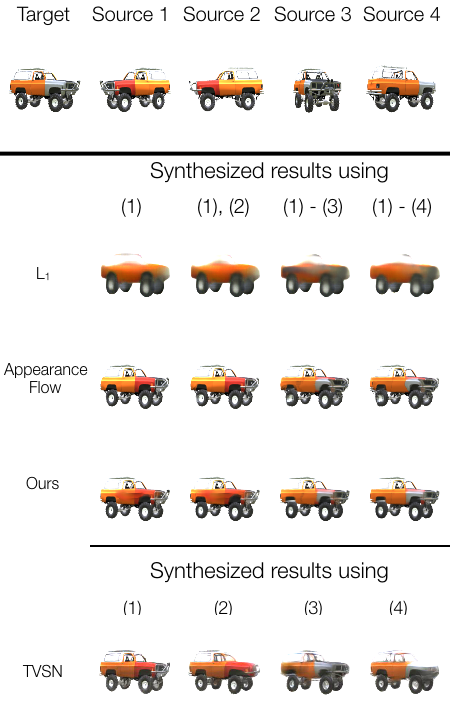 Target Source 1 Source 2 Source 3 Source 4
Synthesized results using
(1) (1), (2) (1) - (3) (1) - (4)
L1
Appearance
Flow
Ours
Synthesized results using
(1) (2) (3) (4)
TVSN